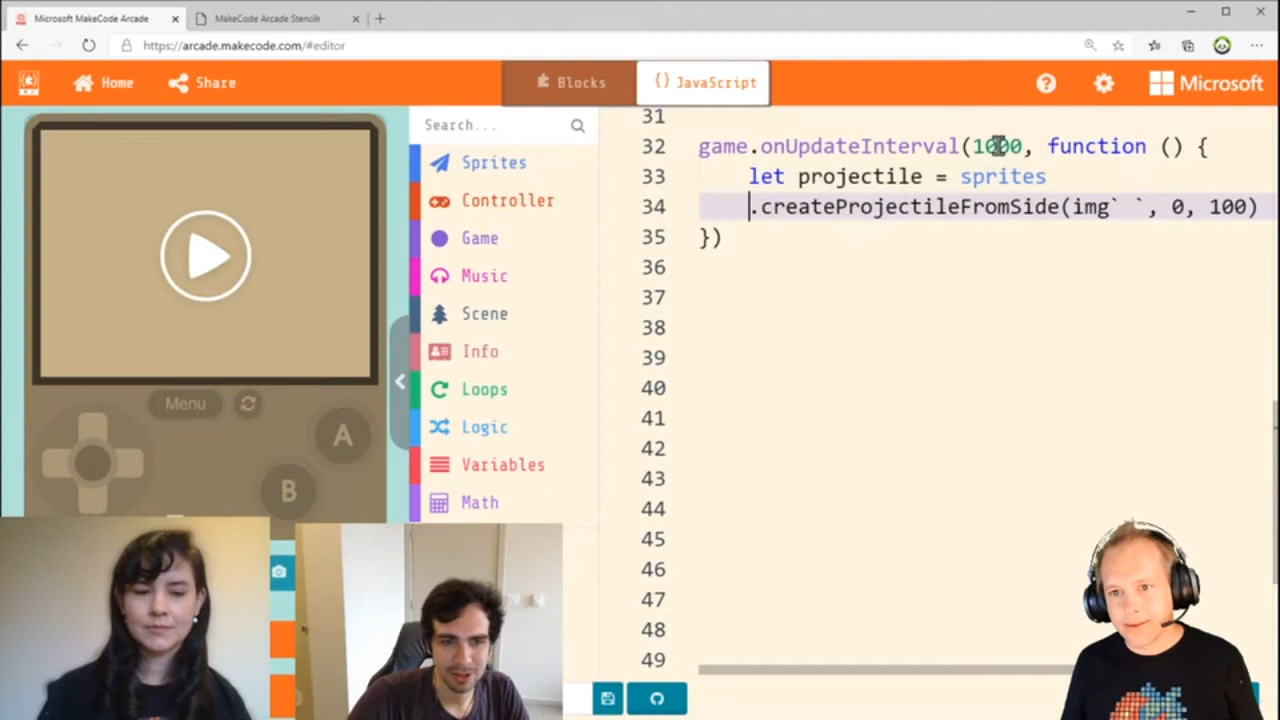 Microsoft MakeCode Arcade
MakeCode Arcade Stencils
https://arcade.makecode.com/#editor
Home
Share
Blocks
{} JavaScript
?
Microsoft
Search...
Sprites
Controller
Game
Music
Scene
Info
Loops
Logic
Variables
Math
Menu
A
B
31
32 game.onUpdateInterval(1000, function () {
33 let projectile = sprites
34 .createProjectileFromSide(img` `, 0, 100)
35 })
36
37
38
39
40
41
42
43
44
45
46
47
48
49